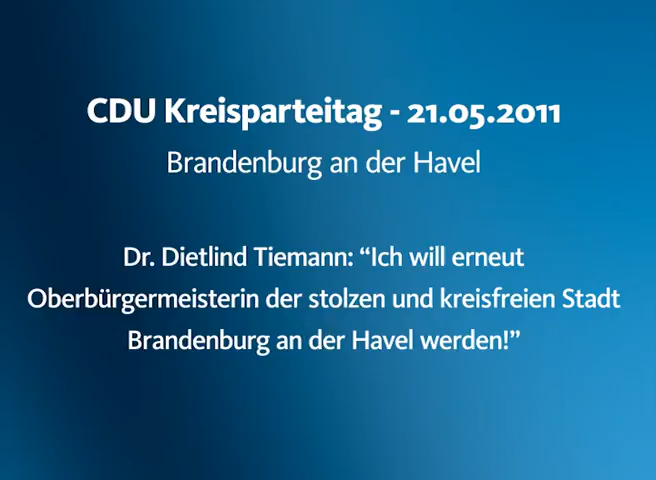 CDU Kreisparteitag - 21.05.2011
Brandenburg an der Havel
Dr. Dietlind Tiemann: “Ich will erneut
Oberbürgermeisterin der stolzen und kreisfreien Stadt
Brandenburg an der Havel werden!”